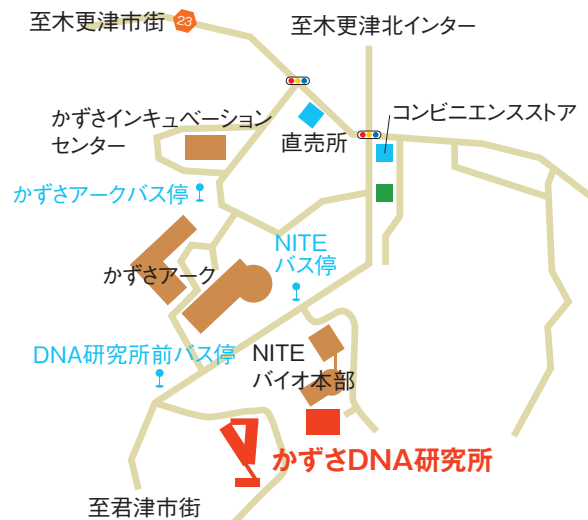 至木更津市街
23
至木更津北インター
かずさインキュベーション
センター
直売所
コンビニエンスストア
かずさアークバス停
NITE
バス停
かずさアーク
DNA研究所前バス停
NITE
バイオ本部
かずさDNA研究所
至君津市街